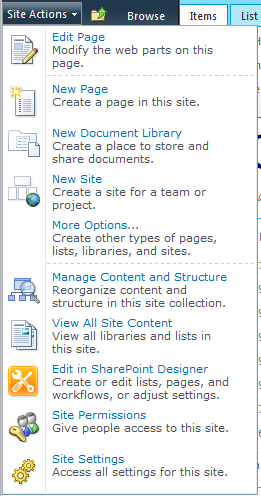 Site Actions Browse Items List
Edit Page
Modify the web parts on this
page.
New Page
Create a page in this site.
New Document Library
Create a place to store and
share documents.
New Site
Create a site for a team or
project.
More Options...
Create other types of pages,
lists, libraries, and sites.
Manage Content and Structure
Reorganize content and
structure in this site collection.
View All Site Content
View all libraries and lists in
this site.
Edit in SharePoint Designer
Create or edit lists, pages, and
workflows, or adjust settings.
Site Permissions
Give people access to this site.
Site Settings
Access all settings for this site.